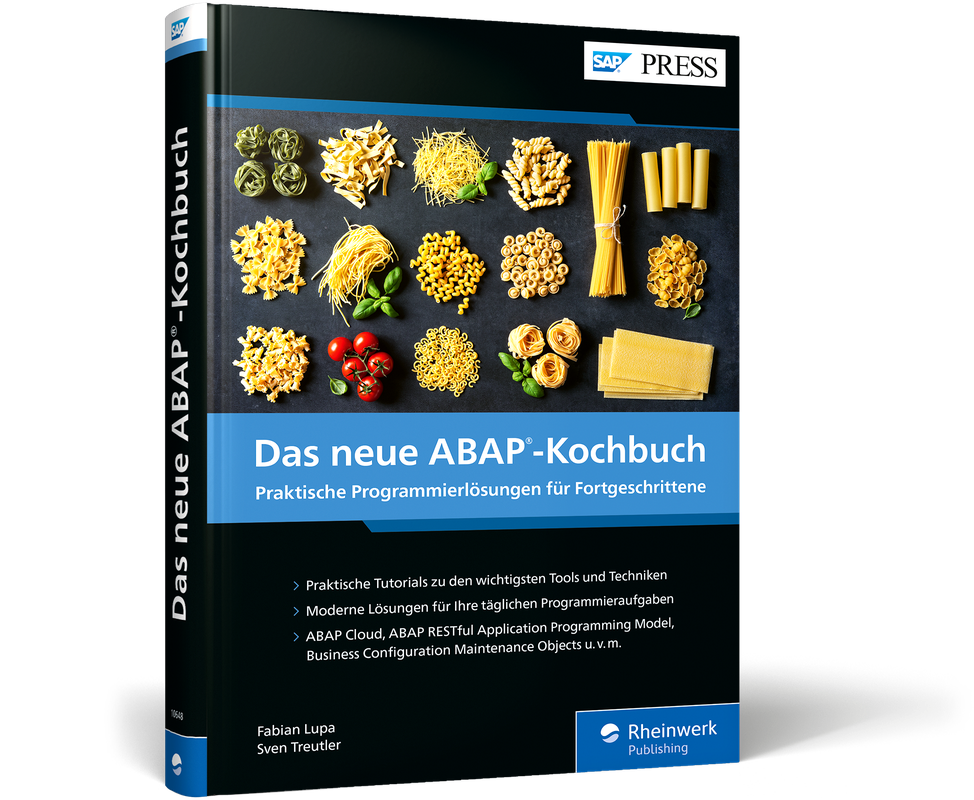 SAP
Das neue ABAP®-Kochbuch
10648
SAP® PRESS
Das neue ABAP®-Kochbuch
Praktische Programmierlösungen für Fortgeschrittene
> Praktische Tutorials zu den wichtigsten Tools und Techniken
> Moderne Lösungen für Ihre täglichen Programmieraufgaben
> ABAP Cloud, ABAP RESTful Application Programming Model,
Business Configuration Maintenance Objects u. v. m.
Fabian Lupa
Sven Treutler
Rheinwerk
Publishing